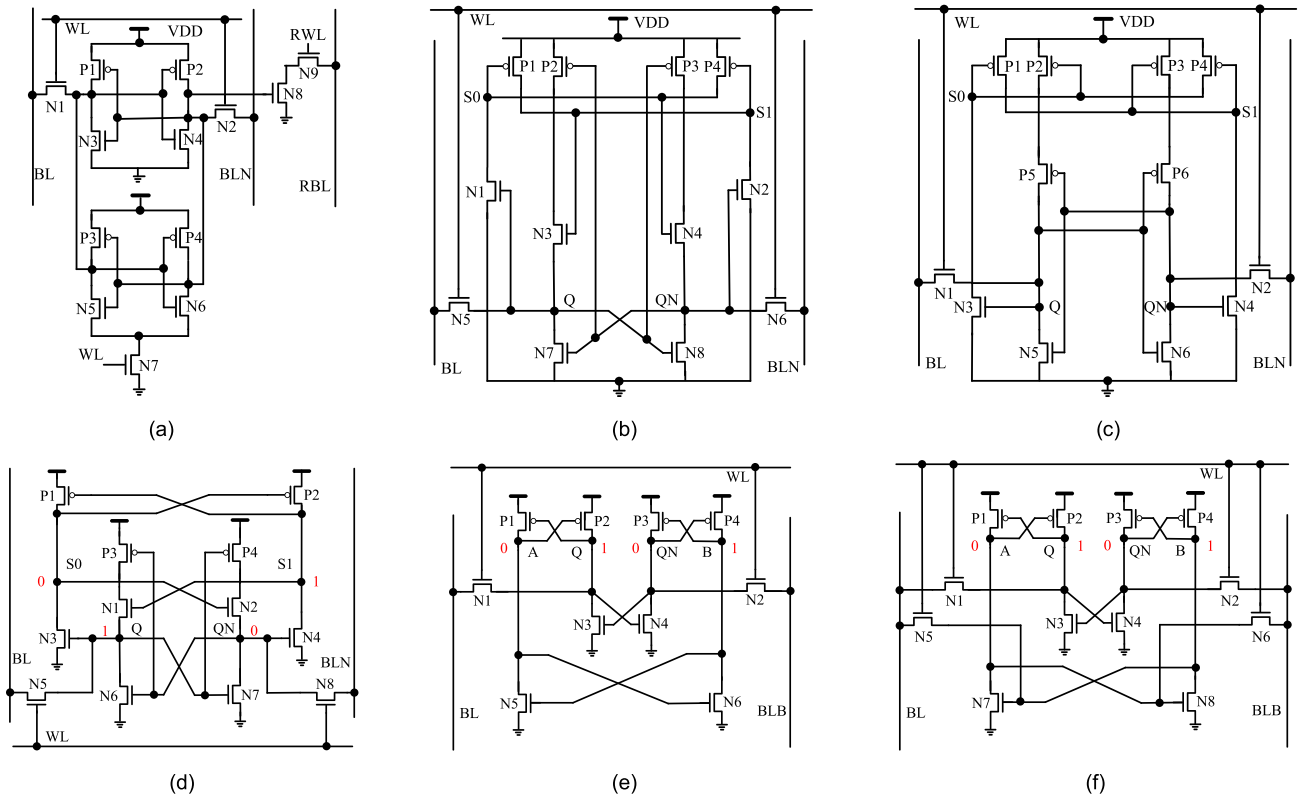 WL VDD RWL
P1 P2 N9
N1 N8
N2
N3 N4
BL BLN RBL
P3 P4
N5 N6
WL N7
(a)
WL VDD
P1 P2 P3 P4
S0 S1
N1 N2
N3 N4
Q QN
N5 N6
N7 N8
BL BLN
(b)
WL VDD
P1 P2 P3 P4
S0 S1
P5 P6
N1 N2
N3 Q QN N4
N5 N6
BL BLN
(c)
P1 P2
P3 P4
S0 S1
0 1
N1 N2
N3 1 Q QN 0 N4
BL BLN
N5 N6 N7 N8
WL
(d)
WL
P1 P2 P3 P4
0 A Q 1 0 QN B 1
N1 N2
N3 N4
N5 N6
BL BLB
(e)
WL
P1 P2 P3 P4
0 A Q 1 0 QN B 1
N1 N2
N5 N3 N4 N6
N7 N8
BL BLB
(f)